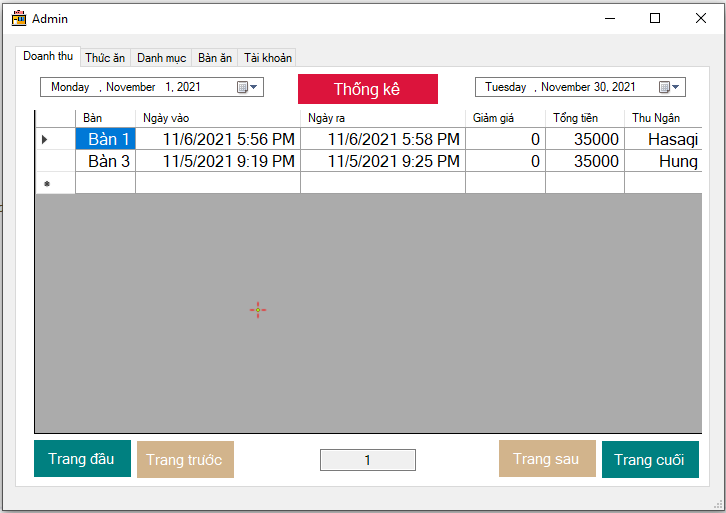 Admin
Doanh thu Thức ăn Danh mục Bàn ăn Tài khoản
Monday , November 1, 2021 Thống kê Tuesday , November 30, 2021
Bàn Ngày vào Ngày ra Giảm giá Tổng tiền Thu Ngân
Bàn 1 11/6/2021 5:56 PM 11/6/2021 5:58 PM 0 35000 Hasagi
Bàn 3 11/5/2021 9:19 PM 11/5/2021 9:25 PM 0 35000 Hung
Trang đầu Trang trước 1 Trang sau Trang cuối